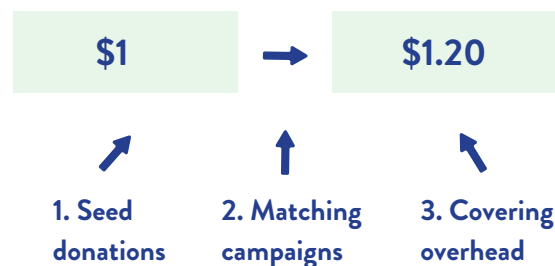 $1
$1.20
1. Seed
donations
2. Matching
campaigns
3. Covering
overhead